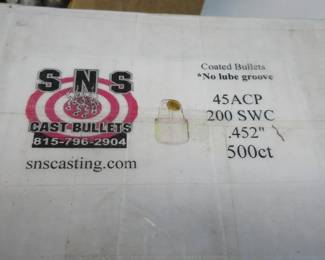 SNS
CAST BULLETS
815-796-2904
snscasting.com
Coated Bullets
*No lube groove
45ACP
200 SWC
.452"
500ct